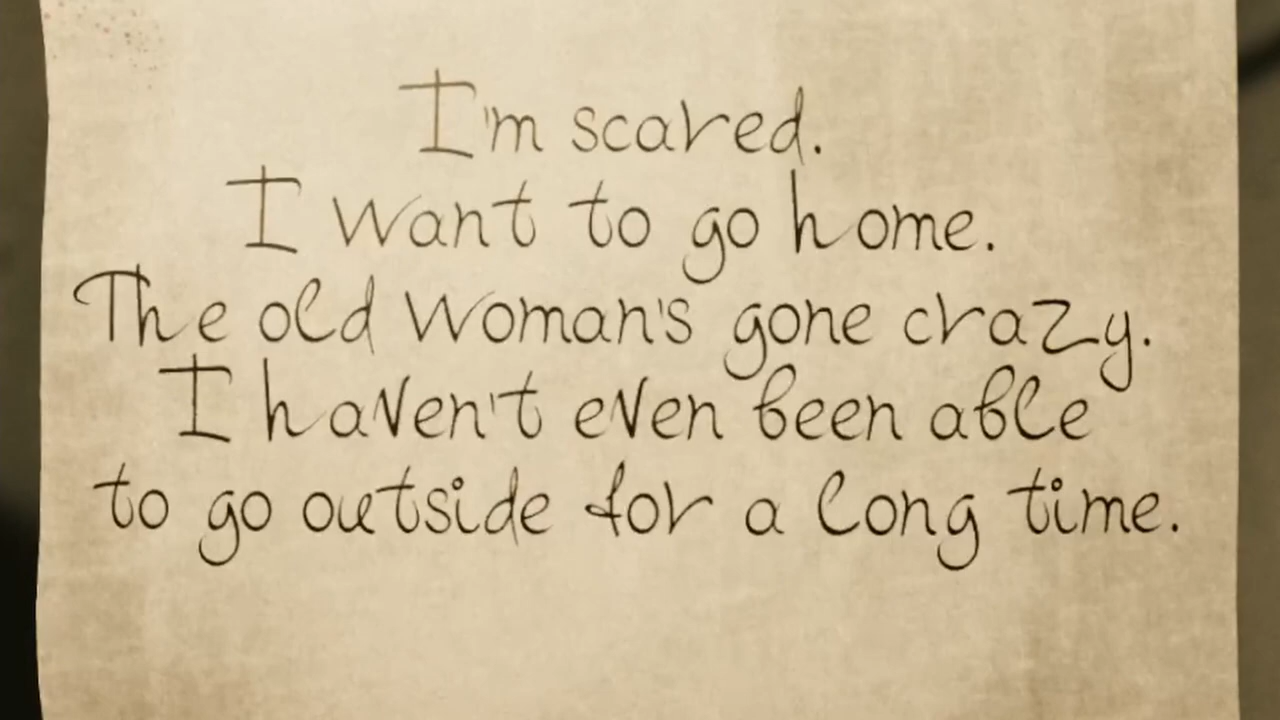 I'm scared.
I want to go home.
The old woman's gone crazy.
I haven't even been able
to go outside for a long time.